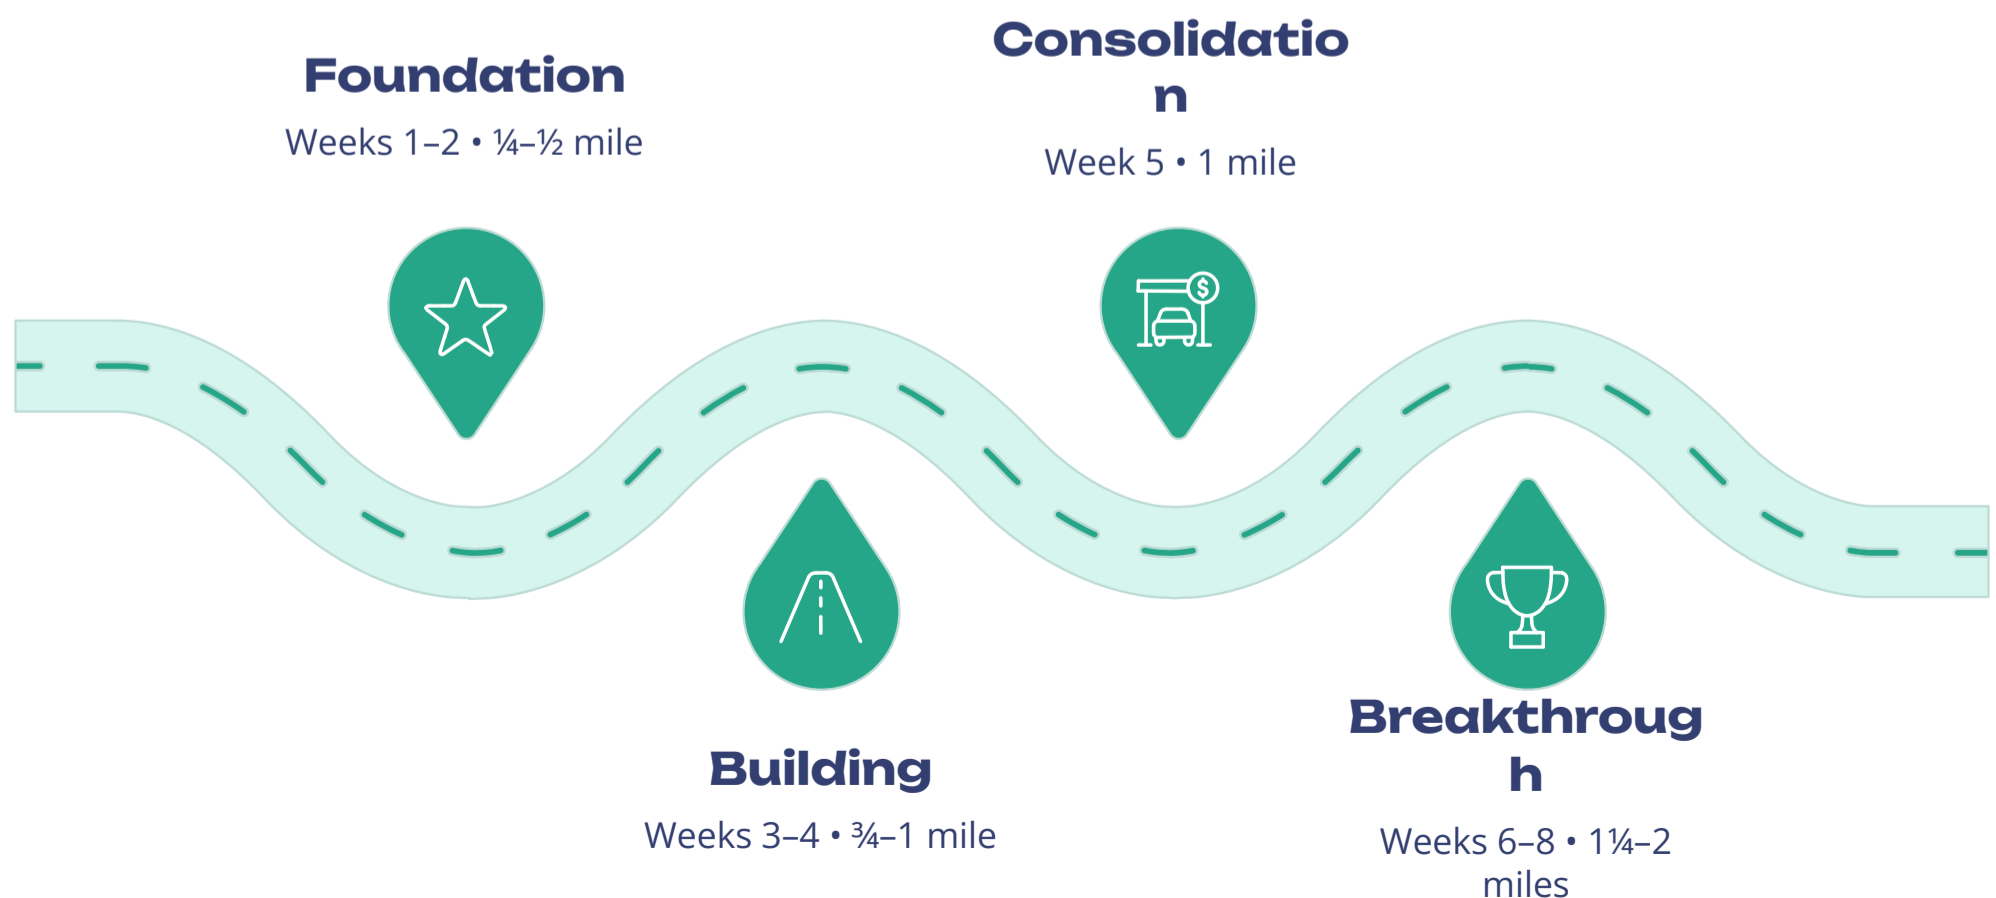 Foundation
Weeks 1–2 • ¼–½ mile
Consolidatio
n
Week 5 • 1 mile
$
Building
Weeks 3–4 • ¾–1 mile
Breakthroug
h
Weeks 6–8 • 1¼–2
miles